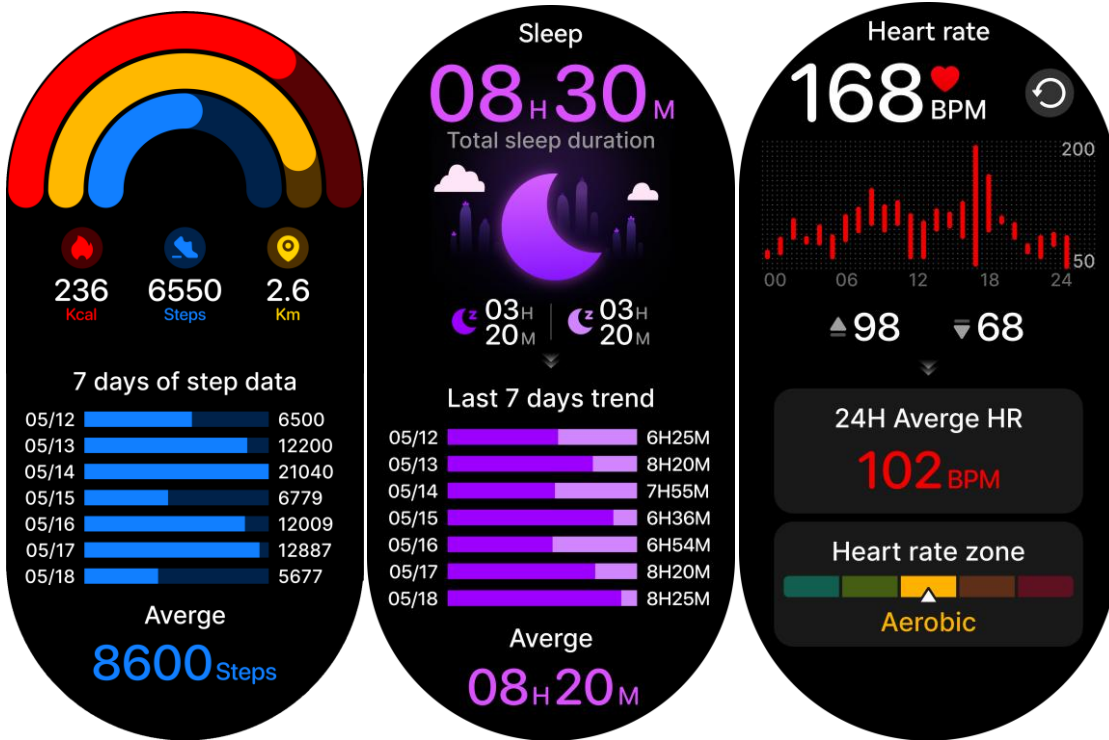 236
Kcal
6550
Steps
2.6
Km
7 days of step data
05/12 6500
05/13 12200
05/14 21040
05/15 6779
05/16 12009
05/17 12887
05/18 5677
Averge
8600 Steps
Sleep
08H30M
Total sleep duration
z 03H
20M
z 03H
20M
Last 7 days trend
05/12 6H25M
05/13 8H20M
05/14 7H55M
05/15 6H36M
05/16 6H54M
05/17 8H20M
05/18 8H25M
Averge
08H20M
Heart rate
168 BPM
200
50
00 06 12 18 24
98 68
24H Averge HR
102 BPM
Heart rate zone
Aerobic